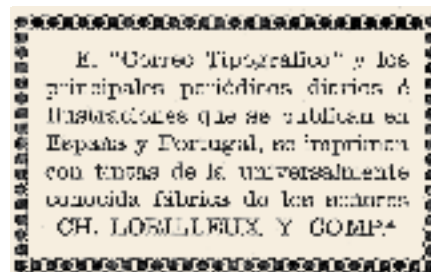 El "Correo Tipográfico" y los
principales periódicos diarios é
Ilustraciones que se publican en
España y Portugal, se imprimen
con tintas de la universalmente
conocida fábrica de los señores
CH. LORILLEUX Y COMPª